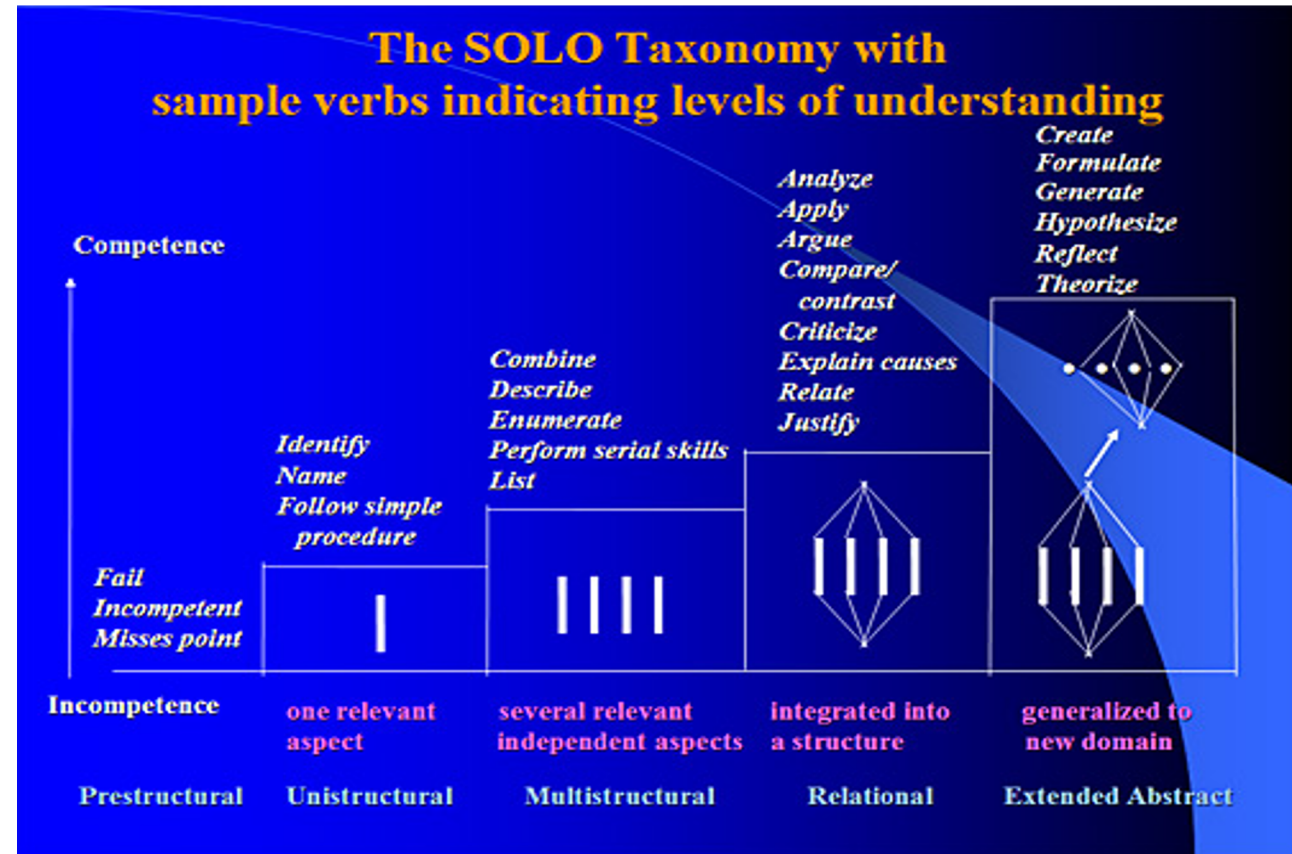 The SOLO Taxonomy with
sample verbs indicating levels of understanding
Competence
Incompetence
Fail
Incompetent
Misses point
Identify
Name
Follow simple
procedure
Combine
Describe
Enumerate
Perform serial skills
List
Analyze
Apply
Argue
Compare/
contrast
Criticize
Explain causes
Relate
Justify
Create
Formulate
Generate
Hypothesize
Reflect
Theorize
one relevant
aspect
several relevant
independent aspects
integrated into
a structure
generalized to
new domain
Prestructural
Unistructural
Multistructural
Relational
Extended Abstract